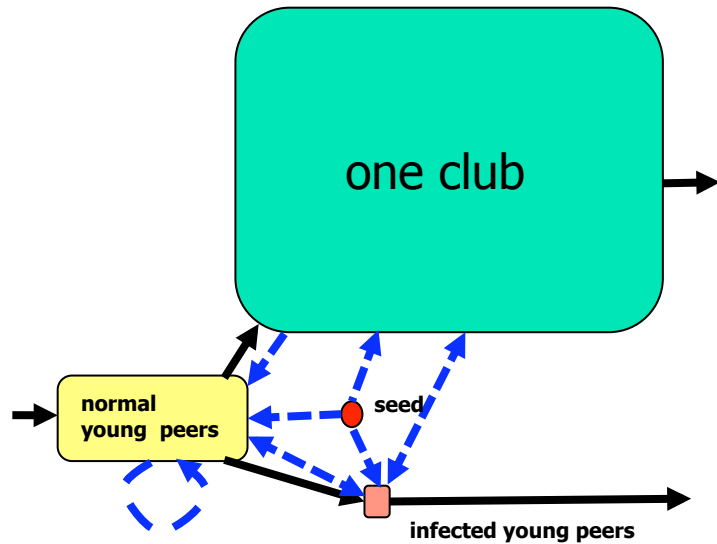 one club
normal
young peers
seed
infected young peers